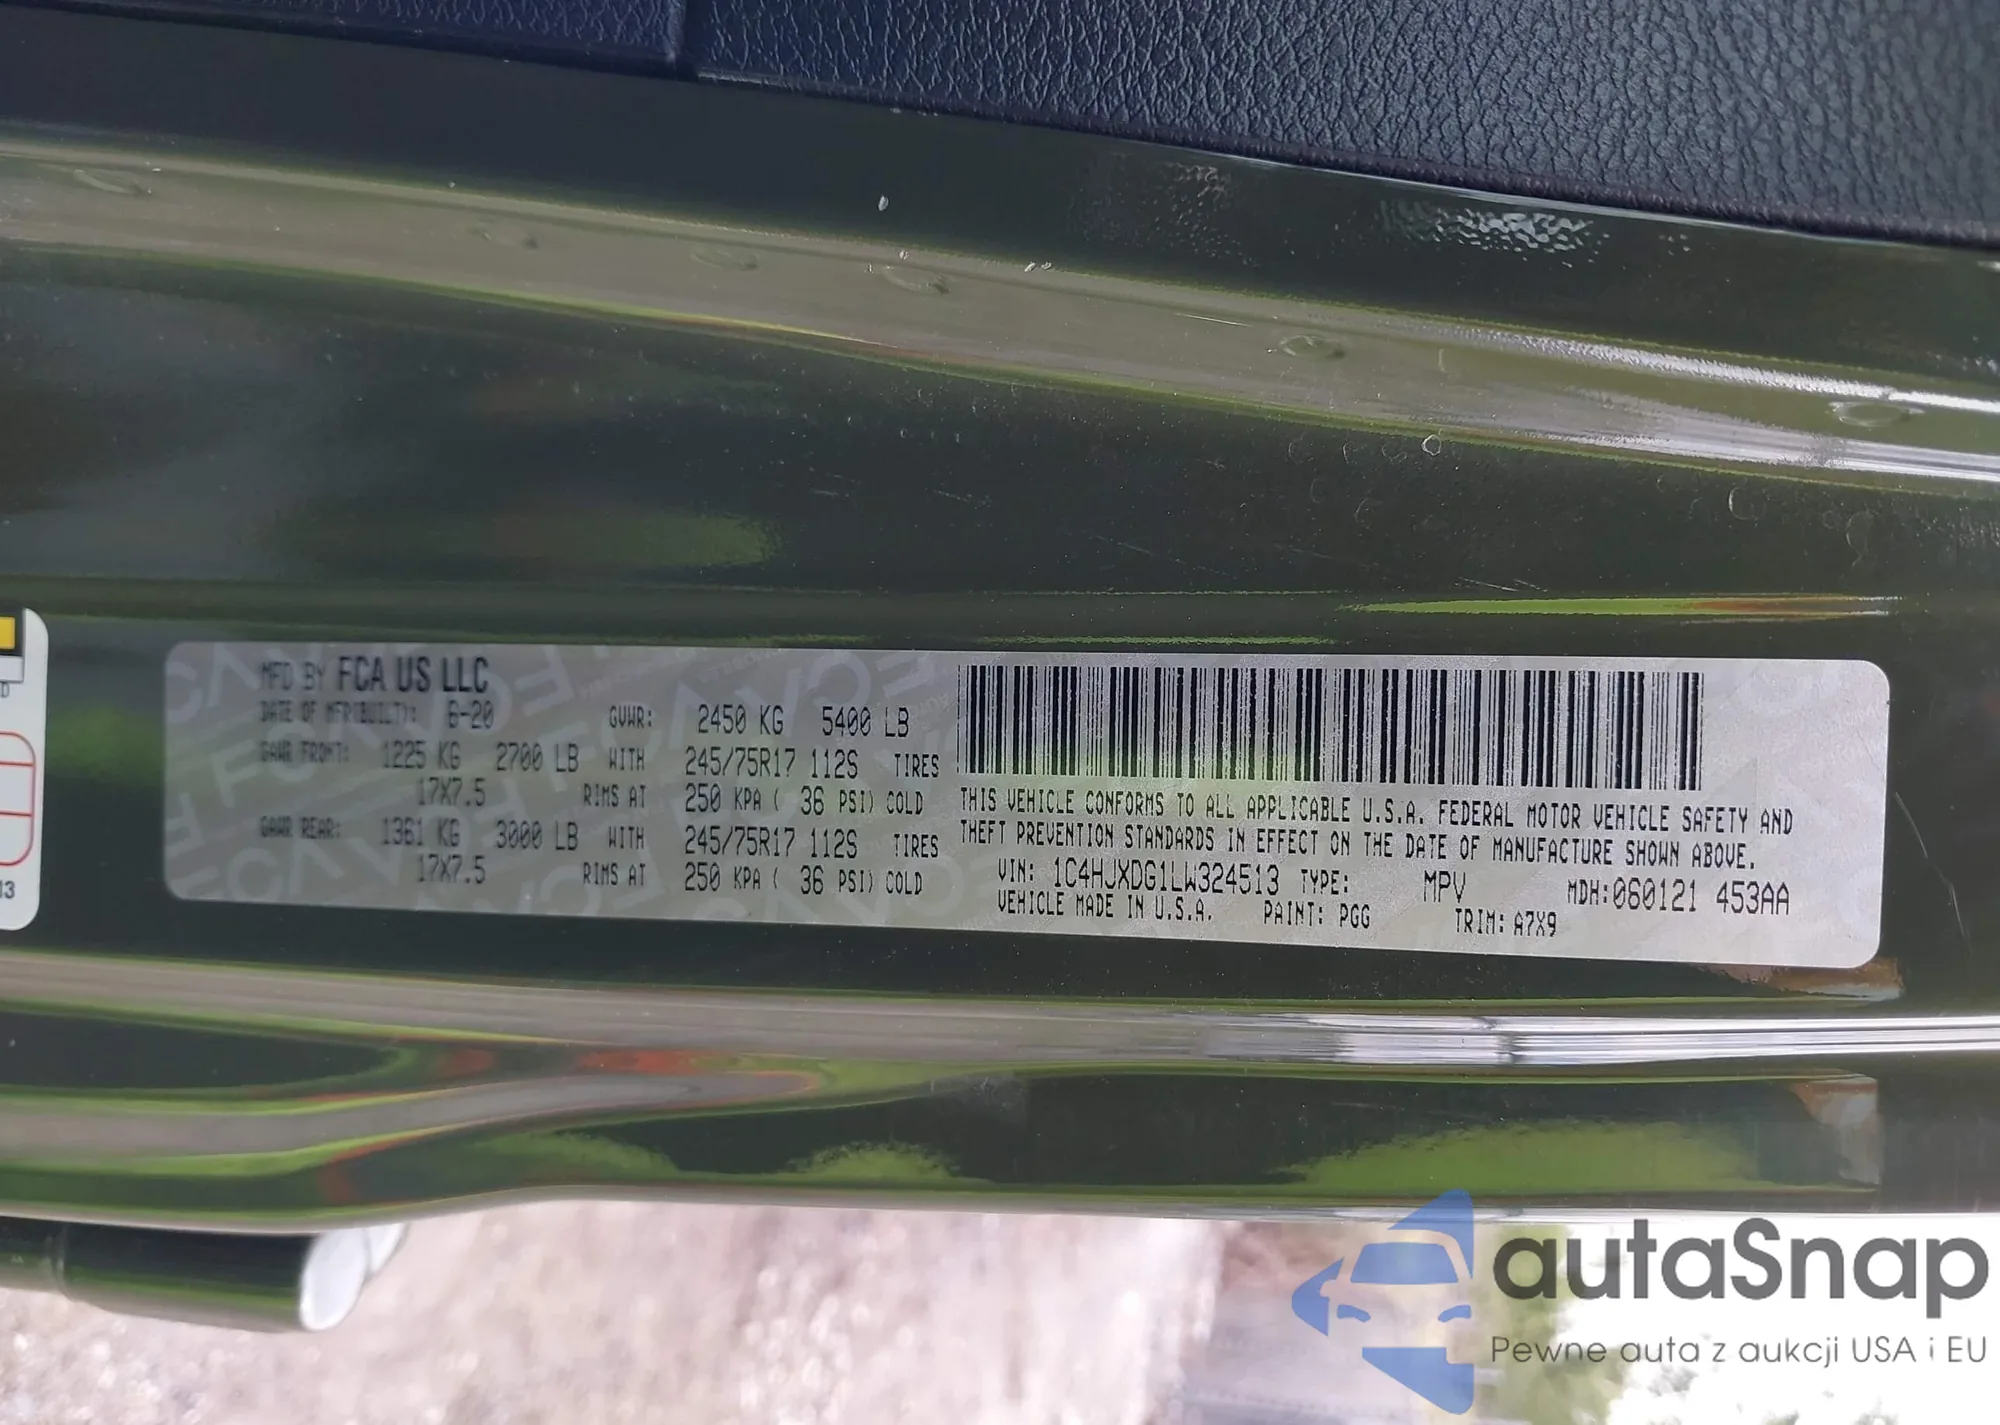 MFD BY FCA US LLC
DATE OF MFR(BUILT): 6-20 GVWR: 2450 KG 5400 LB
GAWR FRONT: 1225 KG 2700 LB WITH 245/75R17 112S TIRES
17X7.5 RIMS AT 250 KPA ( 36 PSI) COLD
GAWR REAR: 1361 KG 3000 LB WITH 245/75R17 112S TIRES
17X7.5 RIMS AT 250 KPA ( 36 PSI) COLD
THIS VEHICLE CONFORMS TO ALL APPLICABLE U.S.A. FEDERAL MOTOR VEHICLE SAFETY AND
THEFT PREVENTION STANDARDS IN EFFECT ON THE DATE OF MANUFACTURE SHOWN ABOVE.
VIN: 1C4HJXDG1LW324513 TYPE: MPV MDH:060121 453AA
VEHICLE MADE IN U.S.A. PAINT: PGG TRIM: A7X9
13
autaSnap
Pewne auta z aukcji USA i EU